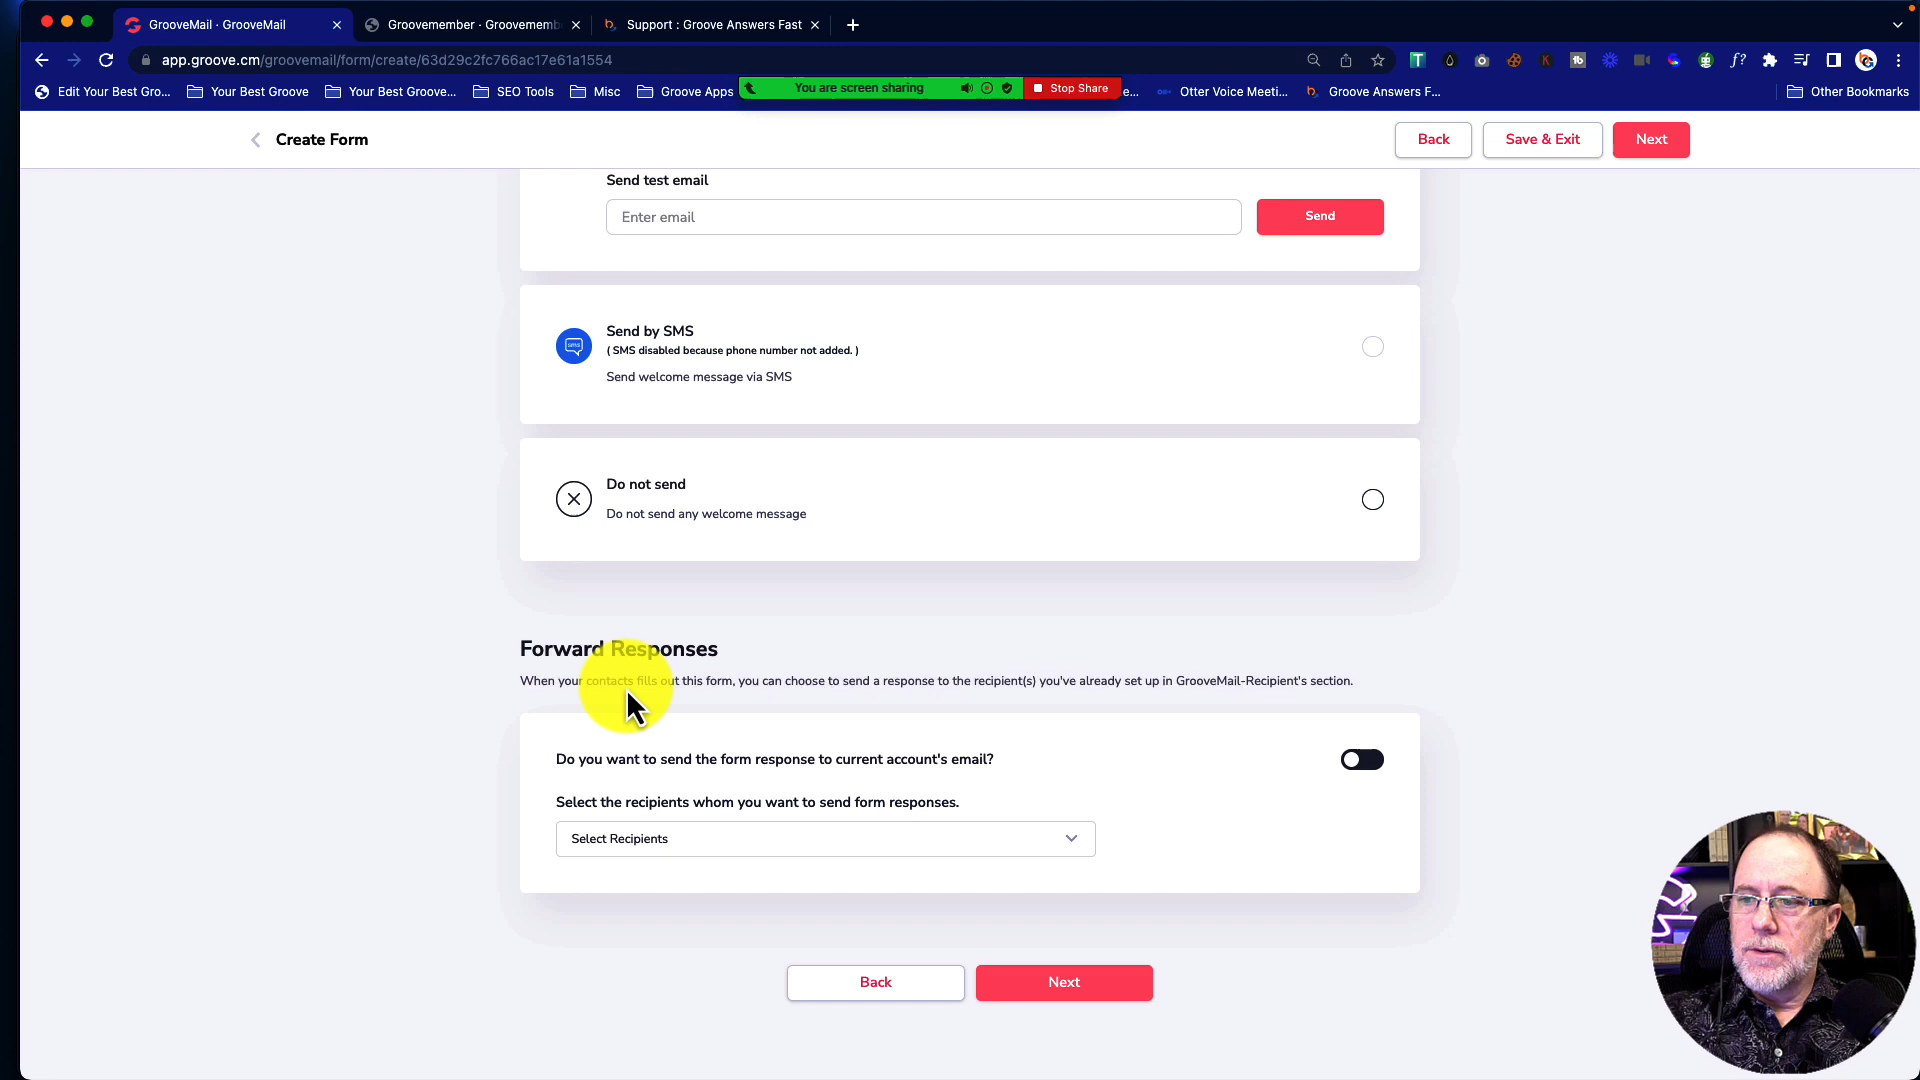 GrooveMail · GrooveMail
Groovemember · Groovememb
Support : Groove Answers Fast
app.groove.cm/groovemail/form/create/63d29c2fc766ac17e61a1554
You are screen sharing
Stop Share
Edit Your Best Gro...
Your Best Groove
Your Best Groove...
SEO Tools
Misc
Groove Apps
e...
Otter Voice Meeti...
Groove Answers F...
Other Bookmarks
Create Form
Back
Save & Exit
Next
Send test email
Enter email
Send
Send by SMS
( SMS disabled because phone number not added. )
Send welcome message via SMS
sms
Do not send
Do not send any welcome message
Forward Responses
When your contacts fills out this form, you can choose to send a response to the recipient(s) you've already set up in GrooveMail-Recipient's section.
Do you want to send the form response to current account's email?
Select the recipients whom you want to send form responses.
Select Recipients
Back
Next